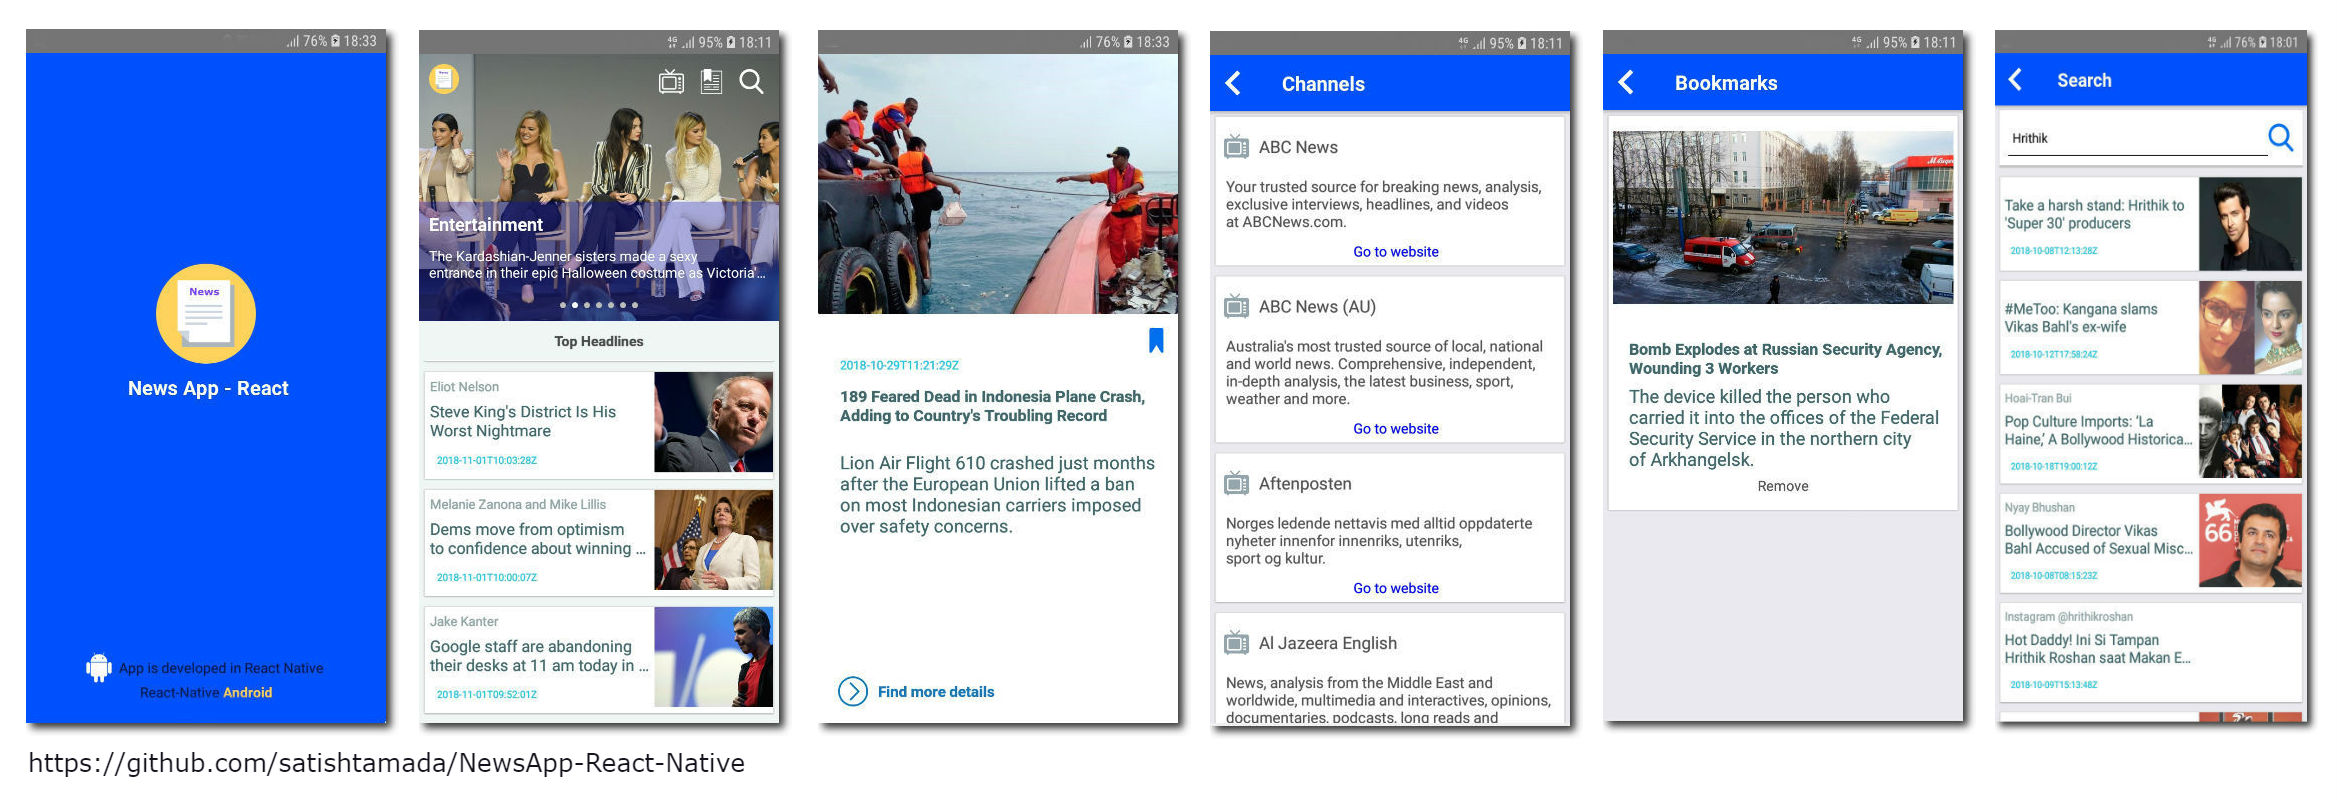 76% 18:33
News
News App - React
App is developed in React Native
React-Native Android
4G 95% 18:11
Entertainment
The Kardashian-Jenner sisters made a sexy
entrance in their epic Halloween costume as Victoria'...
Top Headlines
Eliot Nelson
Steve King's District Is His
Worst Nightmare
2018-11-01T10:03:28Z
Melanie Zanona and Mike Lillis
Dems move from optimism
to confidence about winning ...
2018-11-01T10:00:07Z
Jake Kanter
Google staff are abandoning
their desks at 11 am today in ...
2018-11-01T09:52:01Z
76% 18:33
2018-10-29T11:21:29Z
189 Feared Dead in Indonesia Plane Crash,
Adding to Country's Troubling Record
Lion Air Flight 610 crashed just months
after the European Union lifted a ban
on most Indonesian carriers imposed
over safety concerns.
Find more details
4G 95% 18:11
Channels
ABC News
Your trusted source for breaking news, analysis,
exclusive interviews, headlines, and videos
at ABCNews.com.
Go to website
ABC News (AU)
Australia's most trusted source of local, national
and world news. Comprehensive, independent,
in-depth analysis, the latest business, sport,
weather and more.
Go to website
Aftenposten
Norges ledende nettavis med alltid oppdaterte
nyheter innenfor innenriks, utenriks,
sport og kultur.
Go to website
Al Jazeera English
News, analysis from the Middle East and
worldwide, multimedia and interactives, opinions,
documentaries, podcasts, long reads and
4G 95% 18:11
Bookmarks
Bomb Explodes at Russian Security Agency,
Wounding 3 Workers
The device killed the person who
carried it into the offices of the Federal
Security Service in the northern city
of Arkhangelsk.
Remove
4G 76% 18:01
Search
Hrithik
Take a harsh stand: Hrithik to
'Super 30' producers
2018-10-08T12:13:28Z
#MeToo: Kangana slams
Vikas Bahl's ex-wife
2018-10-12T17:58:24Z
Hoai-Tran Bui
Pop Culture Imports: 'La
Haine,' A Bollywood Historica...
2018-10-18T19:00:12Z
Nyay Bhushan
Bollywood Director Vikas
Bahl Accused of Sexual Misc...
2018-10-08T08:15:23Z
66
Instagram @hrithikroshan
Hot Daddy! Ini Si Tampan
Hrithik Roshan saat Makan E...
2018-10-09T15:13:48Z
https://github.com/satishtamada/NewsApp-React-Native